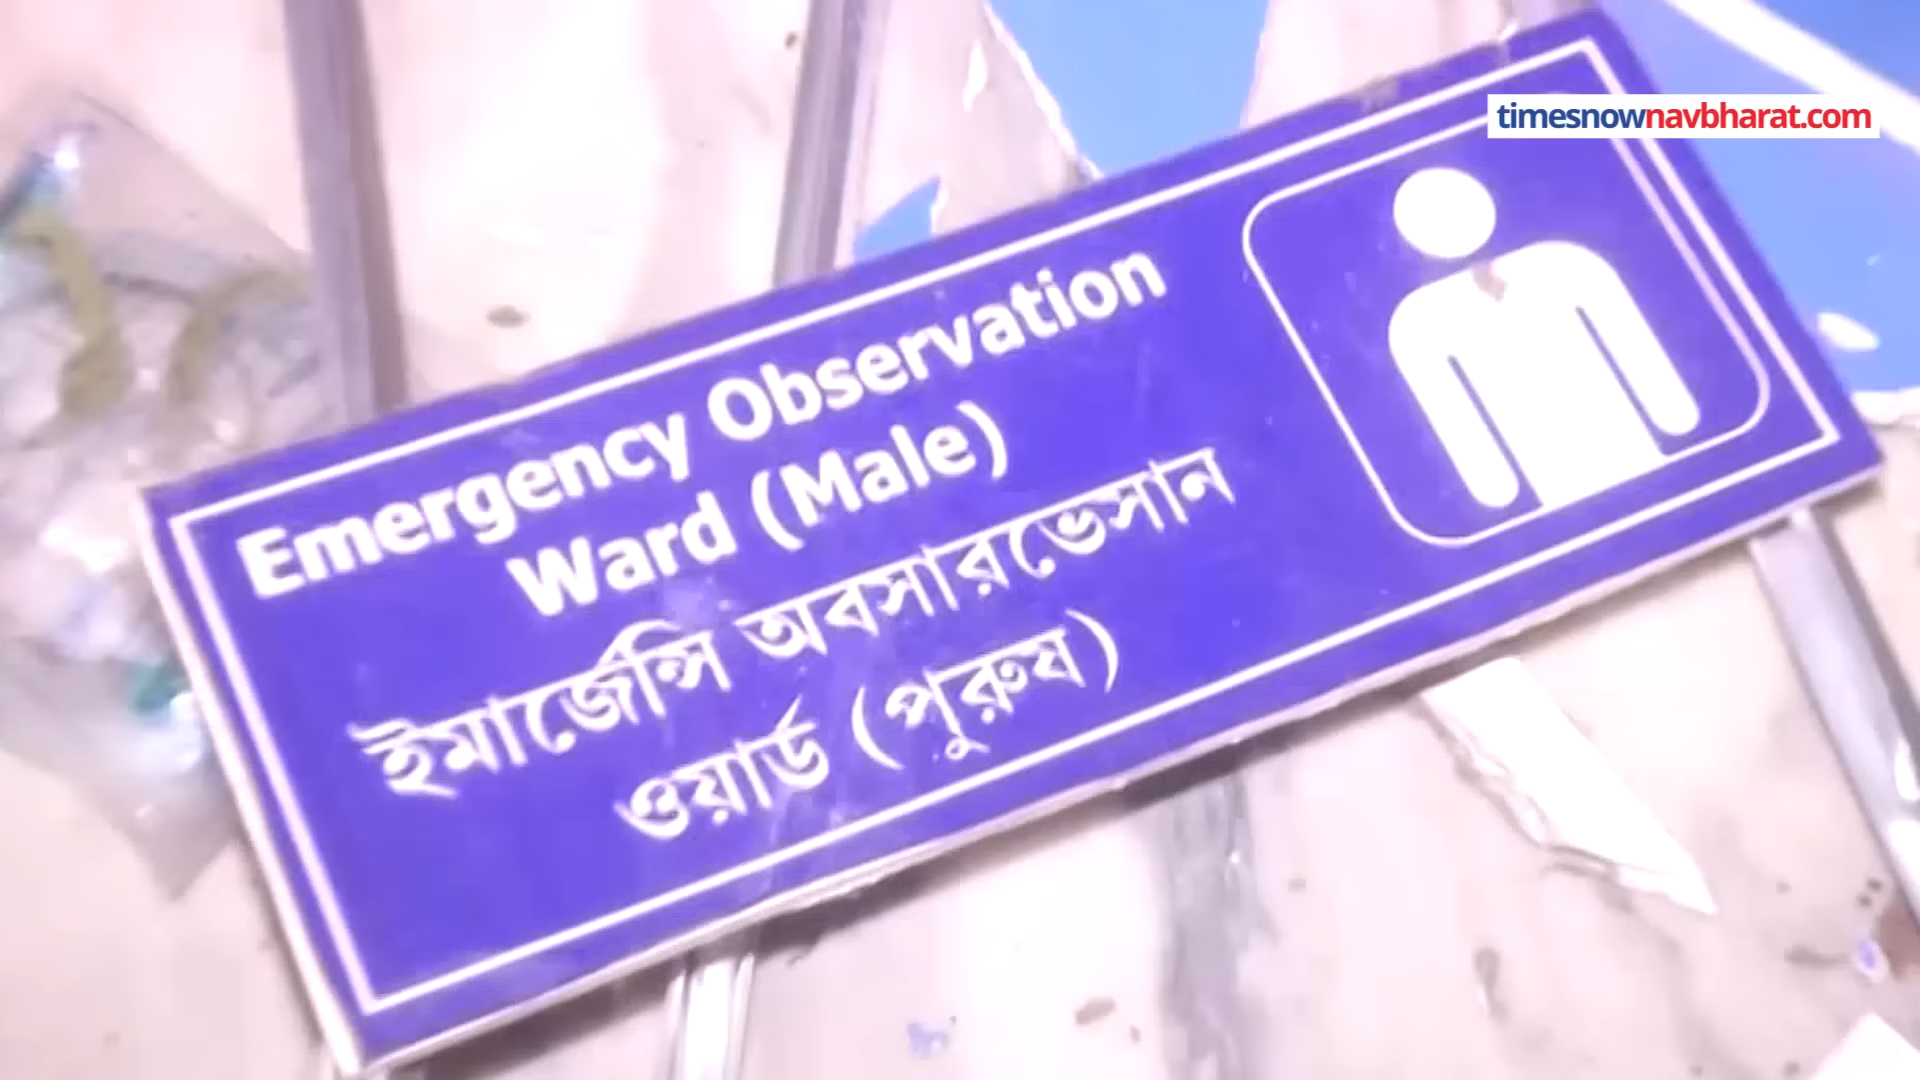 timesnownavbharat.com
Emergency Observation
Ward (Male)
ইমার্জেন্সি অবসারভেসান
ওয়ার্ড (পুরুষ)